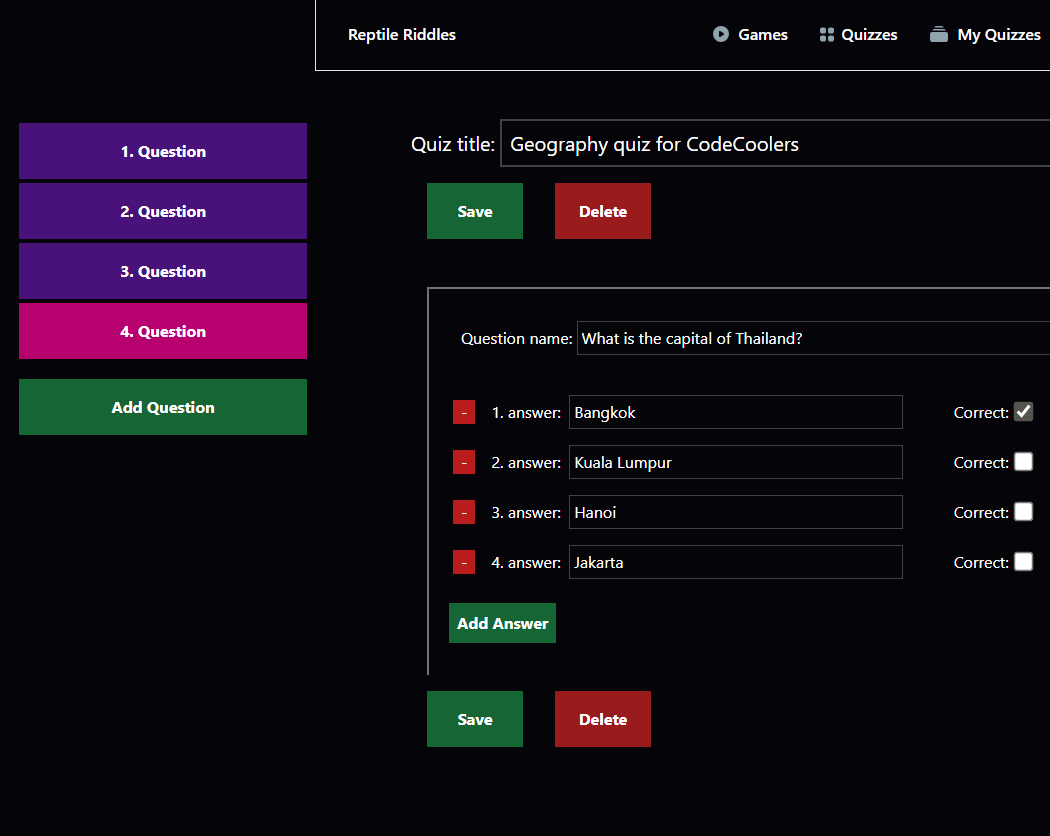 Reptile Riddles Games Quizzes My Quizzes
1. Question
2. Question
3. Question
4. Question
Add Question
Quiz title: Geography quiz for CodeCoolers
Save Delete
Question name: What is the capital of Thailand?
- 1. answer: Bangkok Correct:
- 2. answer: Kuala Lumpur Correct:
- 3. answer: Hanoi Correct:
- 4. answer: Jakarta Correct:
Add Answer
Save Delete